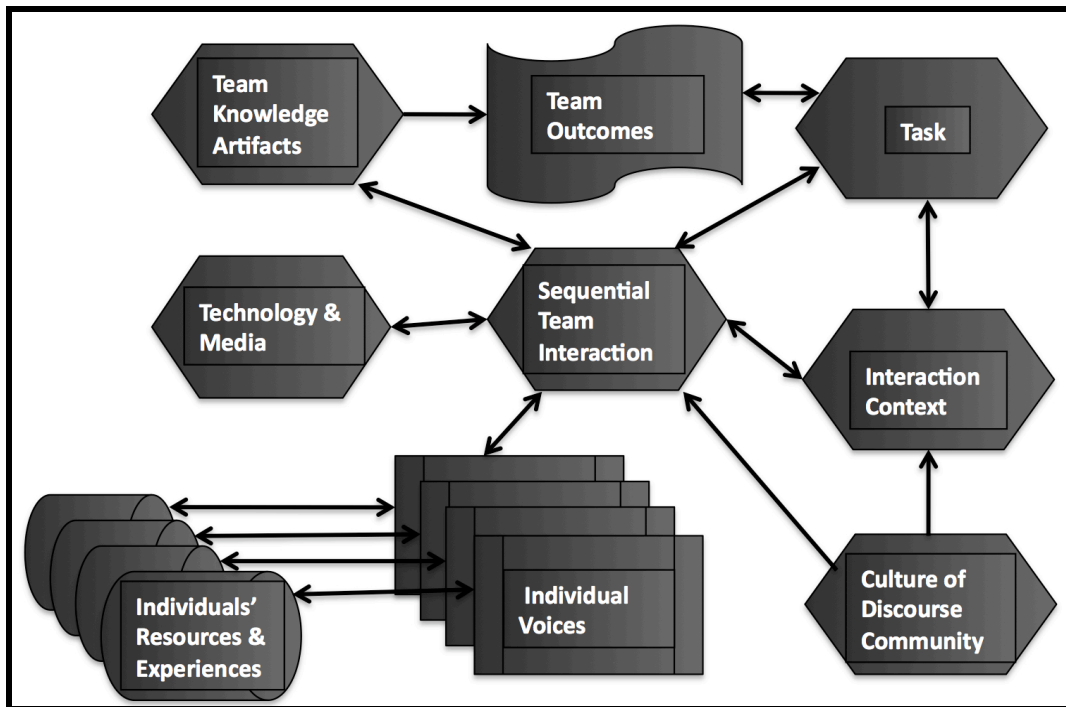 Team
Knowledge
Artifacts
Team
Outcomes
Task
Technology &
Media
Sequential
Team
Interaction
Interaction
Context
Individuals’
Resources &
Experiences
Individual
Voices
Culture of
Discourse
Community